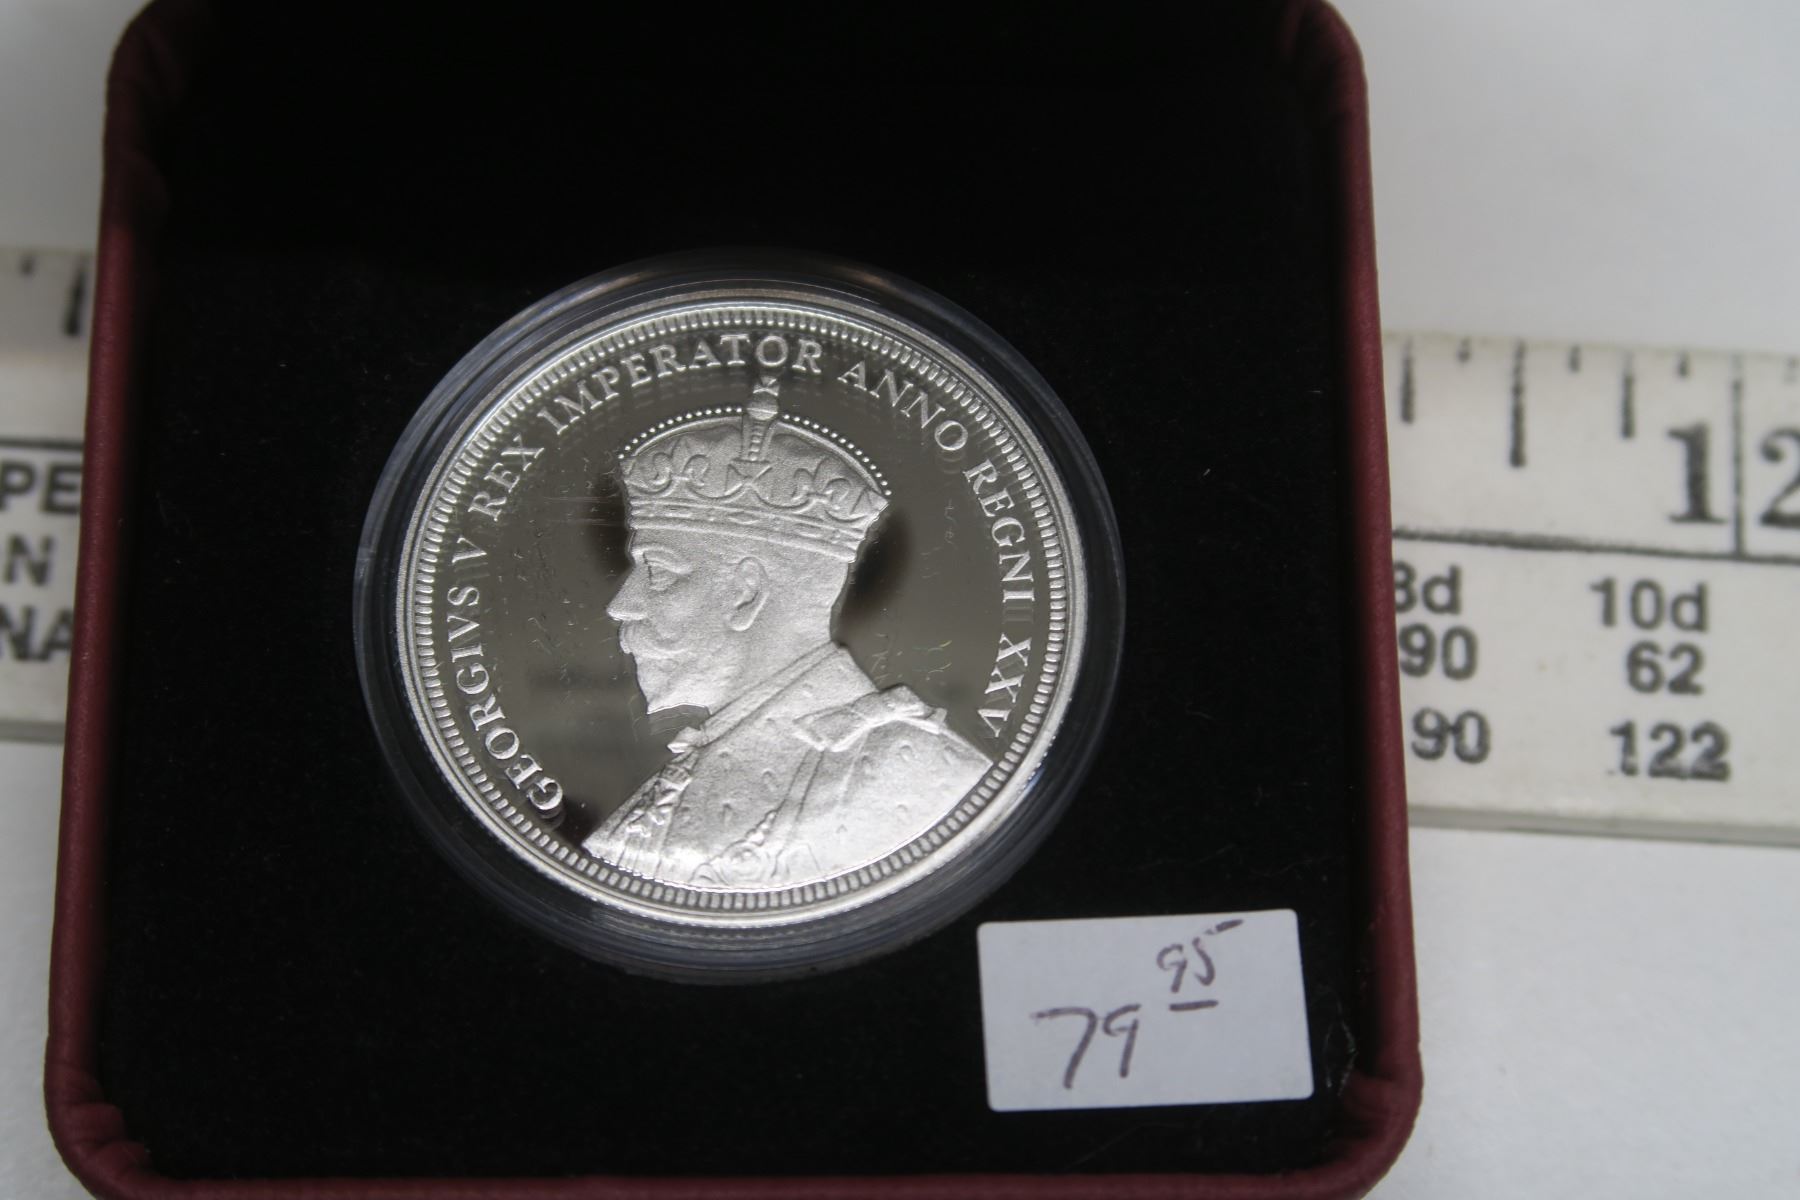 GEORGIVS V REX IMPERATOR ANNO REGNI XXV
79 95
1
2
PE
N
NA
8d
10d
90
62
90
122